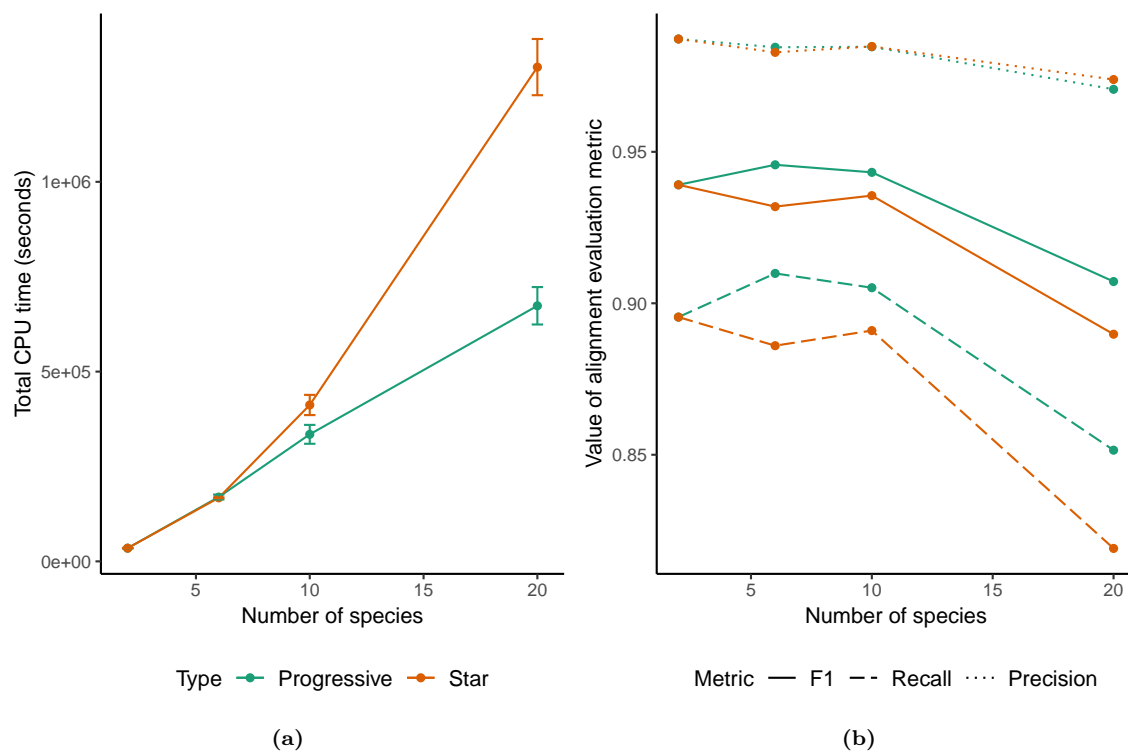 Total CPU time (seconds)
1e+06
5e+05
0e+00
5
10
15
20
Number of species
Type
Progressive
Star
(a)
Value of alignment evaluation metric
0.95
0.90
0.85
5
10
15
20
Number of species
Metric
F1
Recall
Precision
(b)